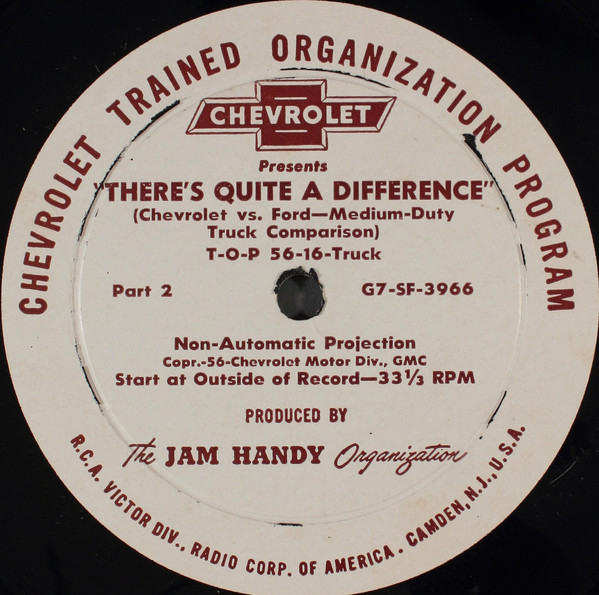 CHEVROLET TRAINED ORGANIZATION PROGRAM
CHEVROLET
Presents
"THERE'S QUITE A DIFFERENCE"
(Chevrolet vs. Ford—Medium-Duty
Truck Comparison)
T-O-P 56-16-Truck
Part 2
G7-SF-3966
Non-Automatic Projection
Copr.-56-Chevrolet Motor Div., GMC
Start at Outside of Record—33⅓ RPM
PRODUCED BY
The JAM HANDY Organization
R.C.A. VICTOR DIV., RADIO CORP. OF AMERICA. CAMDEN, N.J., U.S.A.